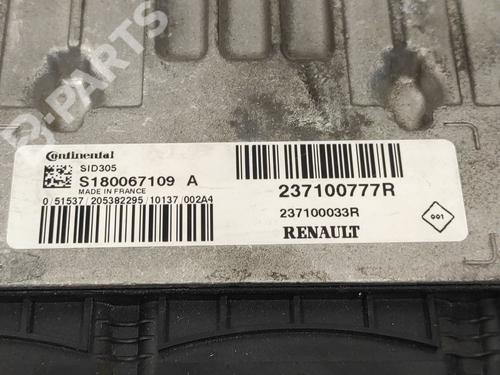 B-PARTS
Continental
SID305
S180067109 A
MADE IN FRANCE
0/51537/205382295/10137/002A4
237100777R
237100033R
RENAULT
001